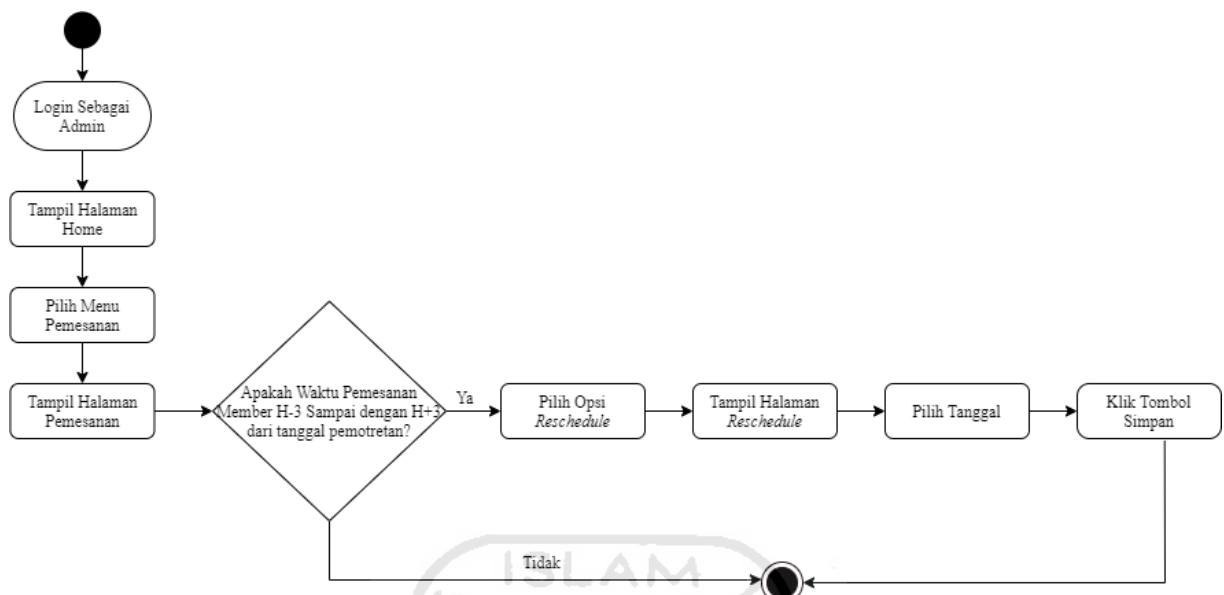 Login Sebagai
Admin
Tampil Halaman
Home
Pilih Menu
Pemesanan
Tampil Halaman
Pemesanan
Apakah Waktu Pemesanan
Member H-3 Sampai dengan H+3
dari tanggal pemotretan?
Ya
Pilih Opsi
Reschedule
Tampil Halaman
Reschedule
Pilih Tanggal
Klik Tombol
Simpan
Tidak
ISLAM